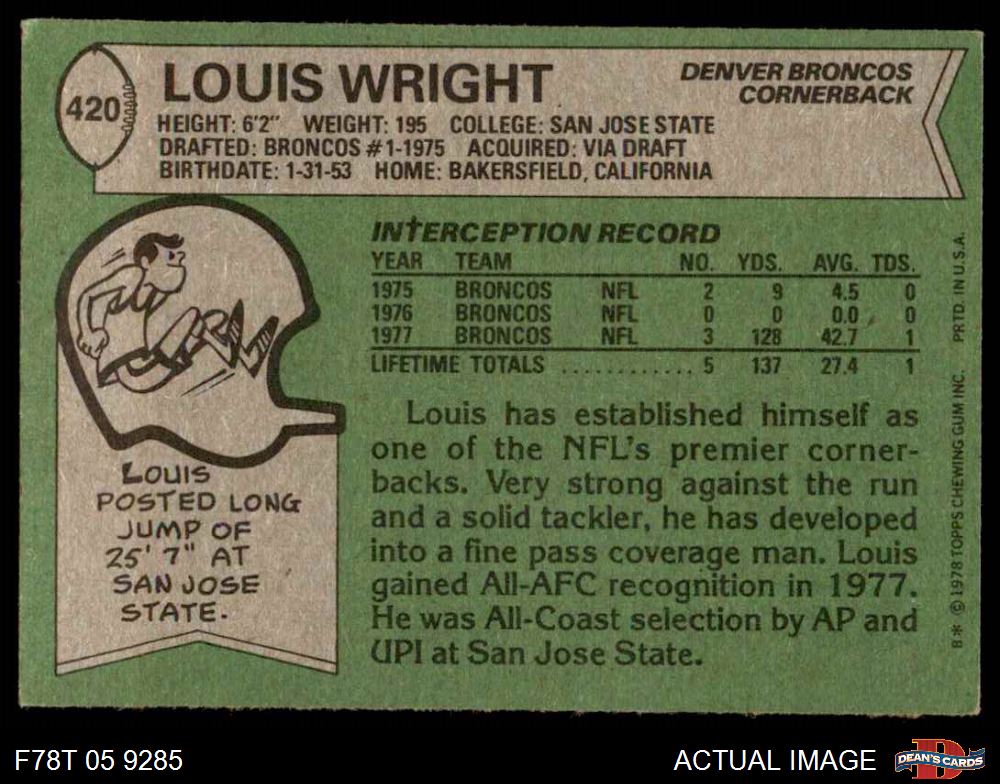 420
LOUIS WRIGHT
DENVER BRONCOS
CORNERBACK
HEIGHT: 6'2" WEIGHT: 195 COLLEGE: SAN JOSE STATE
DRAFTED: BRONCOS #1-1975 ACQUIRED: VIA DRAFT
BIRTHDATE: 1-31-53 HOME: BAKERSFIELD, CALIFORNIA
INTERCEPTION RECORD
YEAR TEAM NO. YDS. AVG. TDS.
1975 BRONCOS NFL 2 9 4.5 0
1976 BRONCOS NFL 0 0 0.0 0
1977 BRONCOS NFL 3 128 42.7 1
LIFETIME TOTALS ............ 5 137 27.4 1
Louis has established himself as
one of the NFL's premier corner-
backs. Very strong against the run
and a solid tackler, he has developed
into a fine pass coverage man. Louis
gained All-AFC recognition in 1977.
He was All-Coast selection by AP and
UPI at San Jose State.
LOUIS
POSTED LONG
JUMP OF
25' 7" AT
SAN JOSE
STATE.
B* © 1978 TOPPS CHEWING GUM INC. PRTD. IN U.S.A.
F78T 05 9285
ACTUAL IMAGE
DEAN'S CARDS